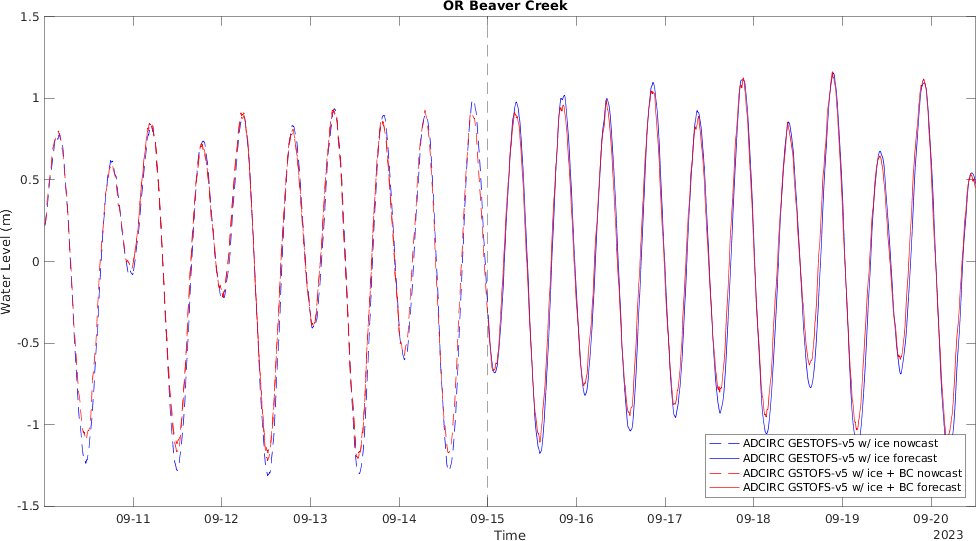 OR Beaver Creek
1.5
1
0.5
0
-0.5
-1
-1.5
Water Level (m)
09-11
09-12
09-13
09-14
09-15
09-16
09-17
09-18
09-19
09-20
Time
2023
ADCIRC GESTOFS-v5 w/ ice nowcast
ADCIRC GESTOFS-v5 w/ ice forecast
ADCIRC GSTOFS-v5 w/ ice + BC nowcast
ADCIRC GSTOFS-v5 w/ ice + BC forecast